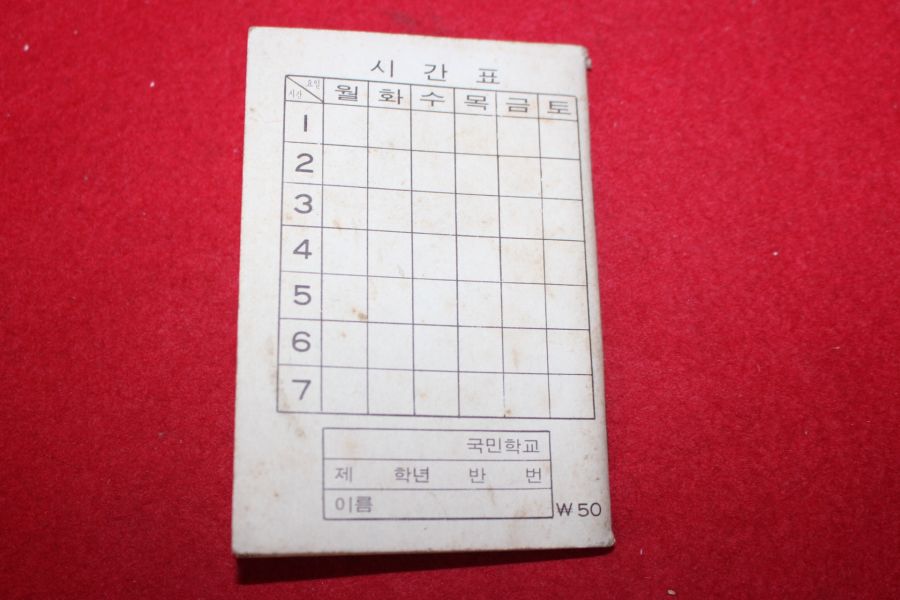 시간표
요일
시간
월 화 수 목 금 토
1
2
3
4
5
6
7
국민학교
제 학년 반 번
이름
₩50